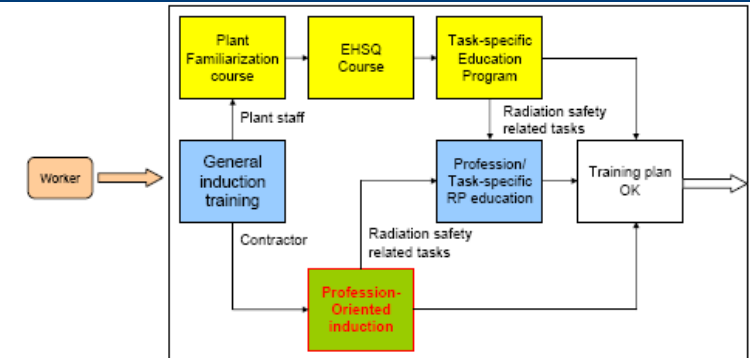 Plant
Familiarization
course
EHSQ
Course
Task-specific
Education
Program
Plant staff
Radiation safety
related tasks
Worker
General
induction
training
Profession/
Task-specific
RP education
Training plan
OK
Contractor
Radiation safety
related tasks
Profession-
Oriented
induction